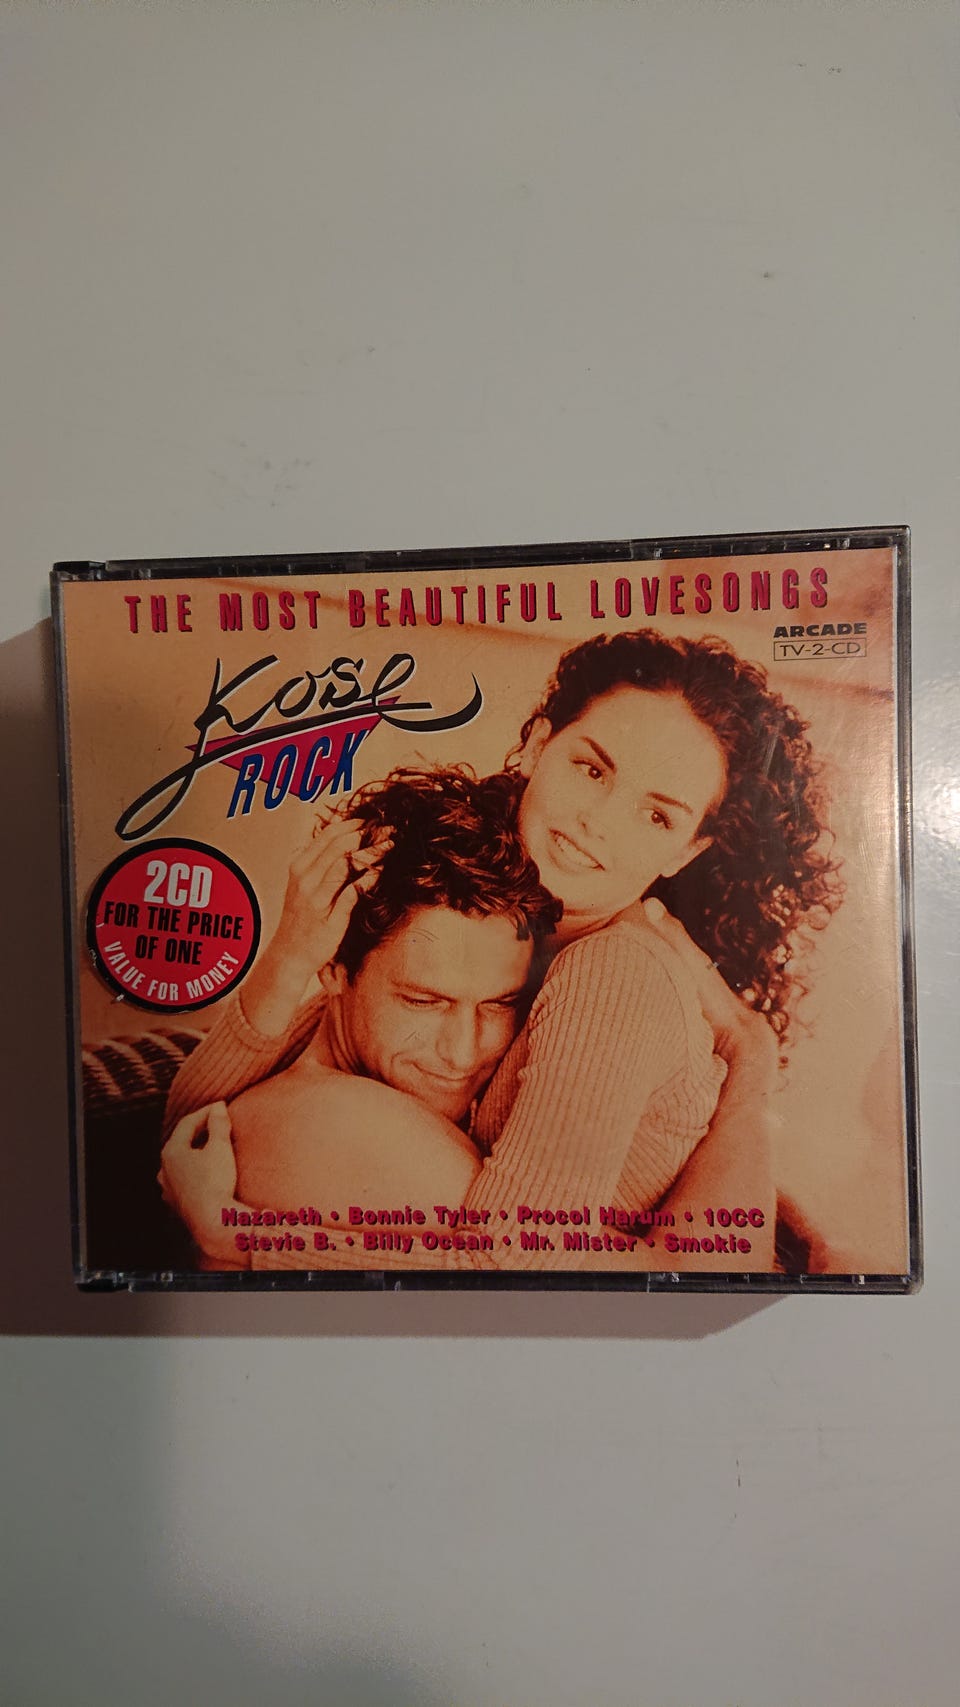 THE MOST BEAUTIFUL LOVESONGS
ARCADE
TV-2-CD
Kose
ROCK
2CD
FOR THE PRICE
OF ONE
VALUE FOR MONEY
Nazareth • Bonnie Tyler • Procol Harum • 10CC
Stevie B. • Billy Ocean • Mr. Mister • Smokie